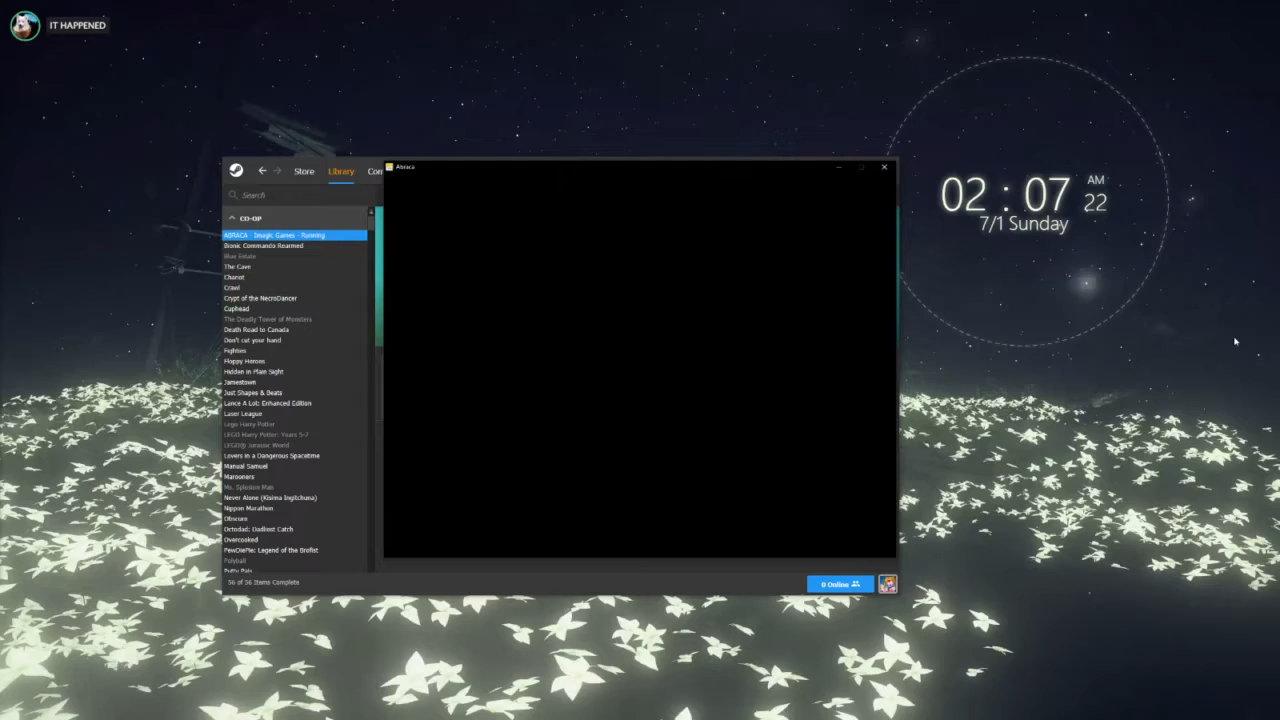 IT HAPPENED
Store
Library
Con
Abraca
Search
CO-OP
ABRACA - Imagic Games - Running
Bionic Commando Rearmed
Blue Estate
The Cave
Chariot
Crawl
Crypt of the NecroDancer
Cuphead
The Deadly Tower of Monsters
Death Road to Canada
Don't cut your hand
Fighties
Floppy Heroes
Hidden in Plain Sight
Jamestown
Just Shapes & Beats
Lance A Lot: Enhanced Edition
Laser League
Lego Harry Potter
LEGO Harry Potter: Years 5-7
LEGO® Jurassic World
Lovers in a Dangerous Spacetime
Manual Samuel
Marooners
Ms. Splosion Man
Never Alone (Kisima Ingitchuna)
Nippon Marathon
Obscure
Octodad: Dadliest Catch
Overcooked
PewDiePie: Legend of the Brofist
Polyball
Putty Pals
56 of 56 Items Complete
0 Online
02 : 07 AM 22
7/1 Sunday